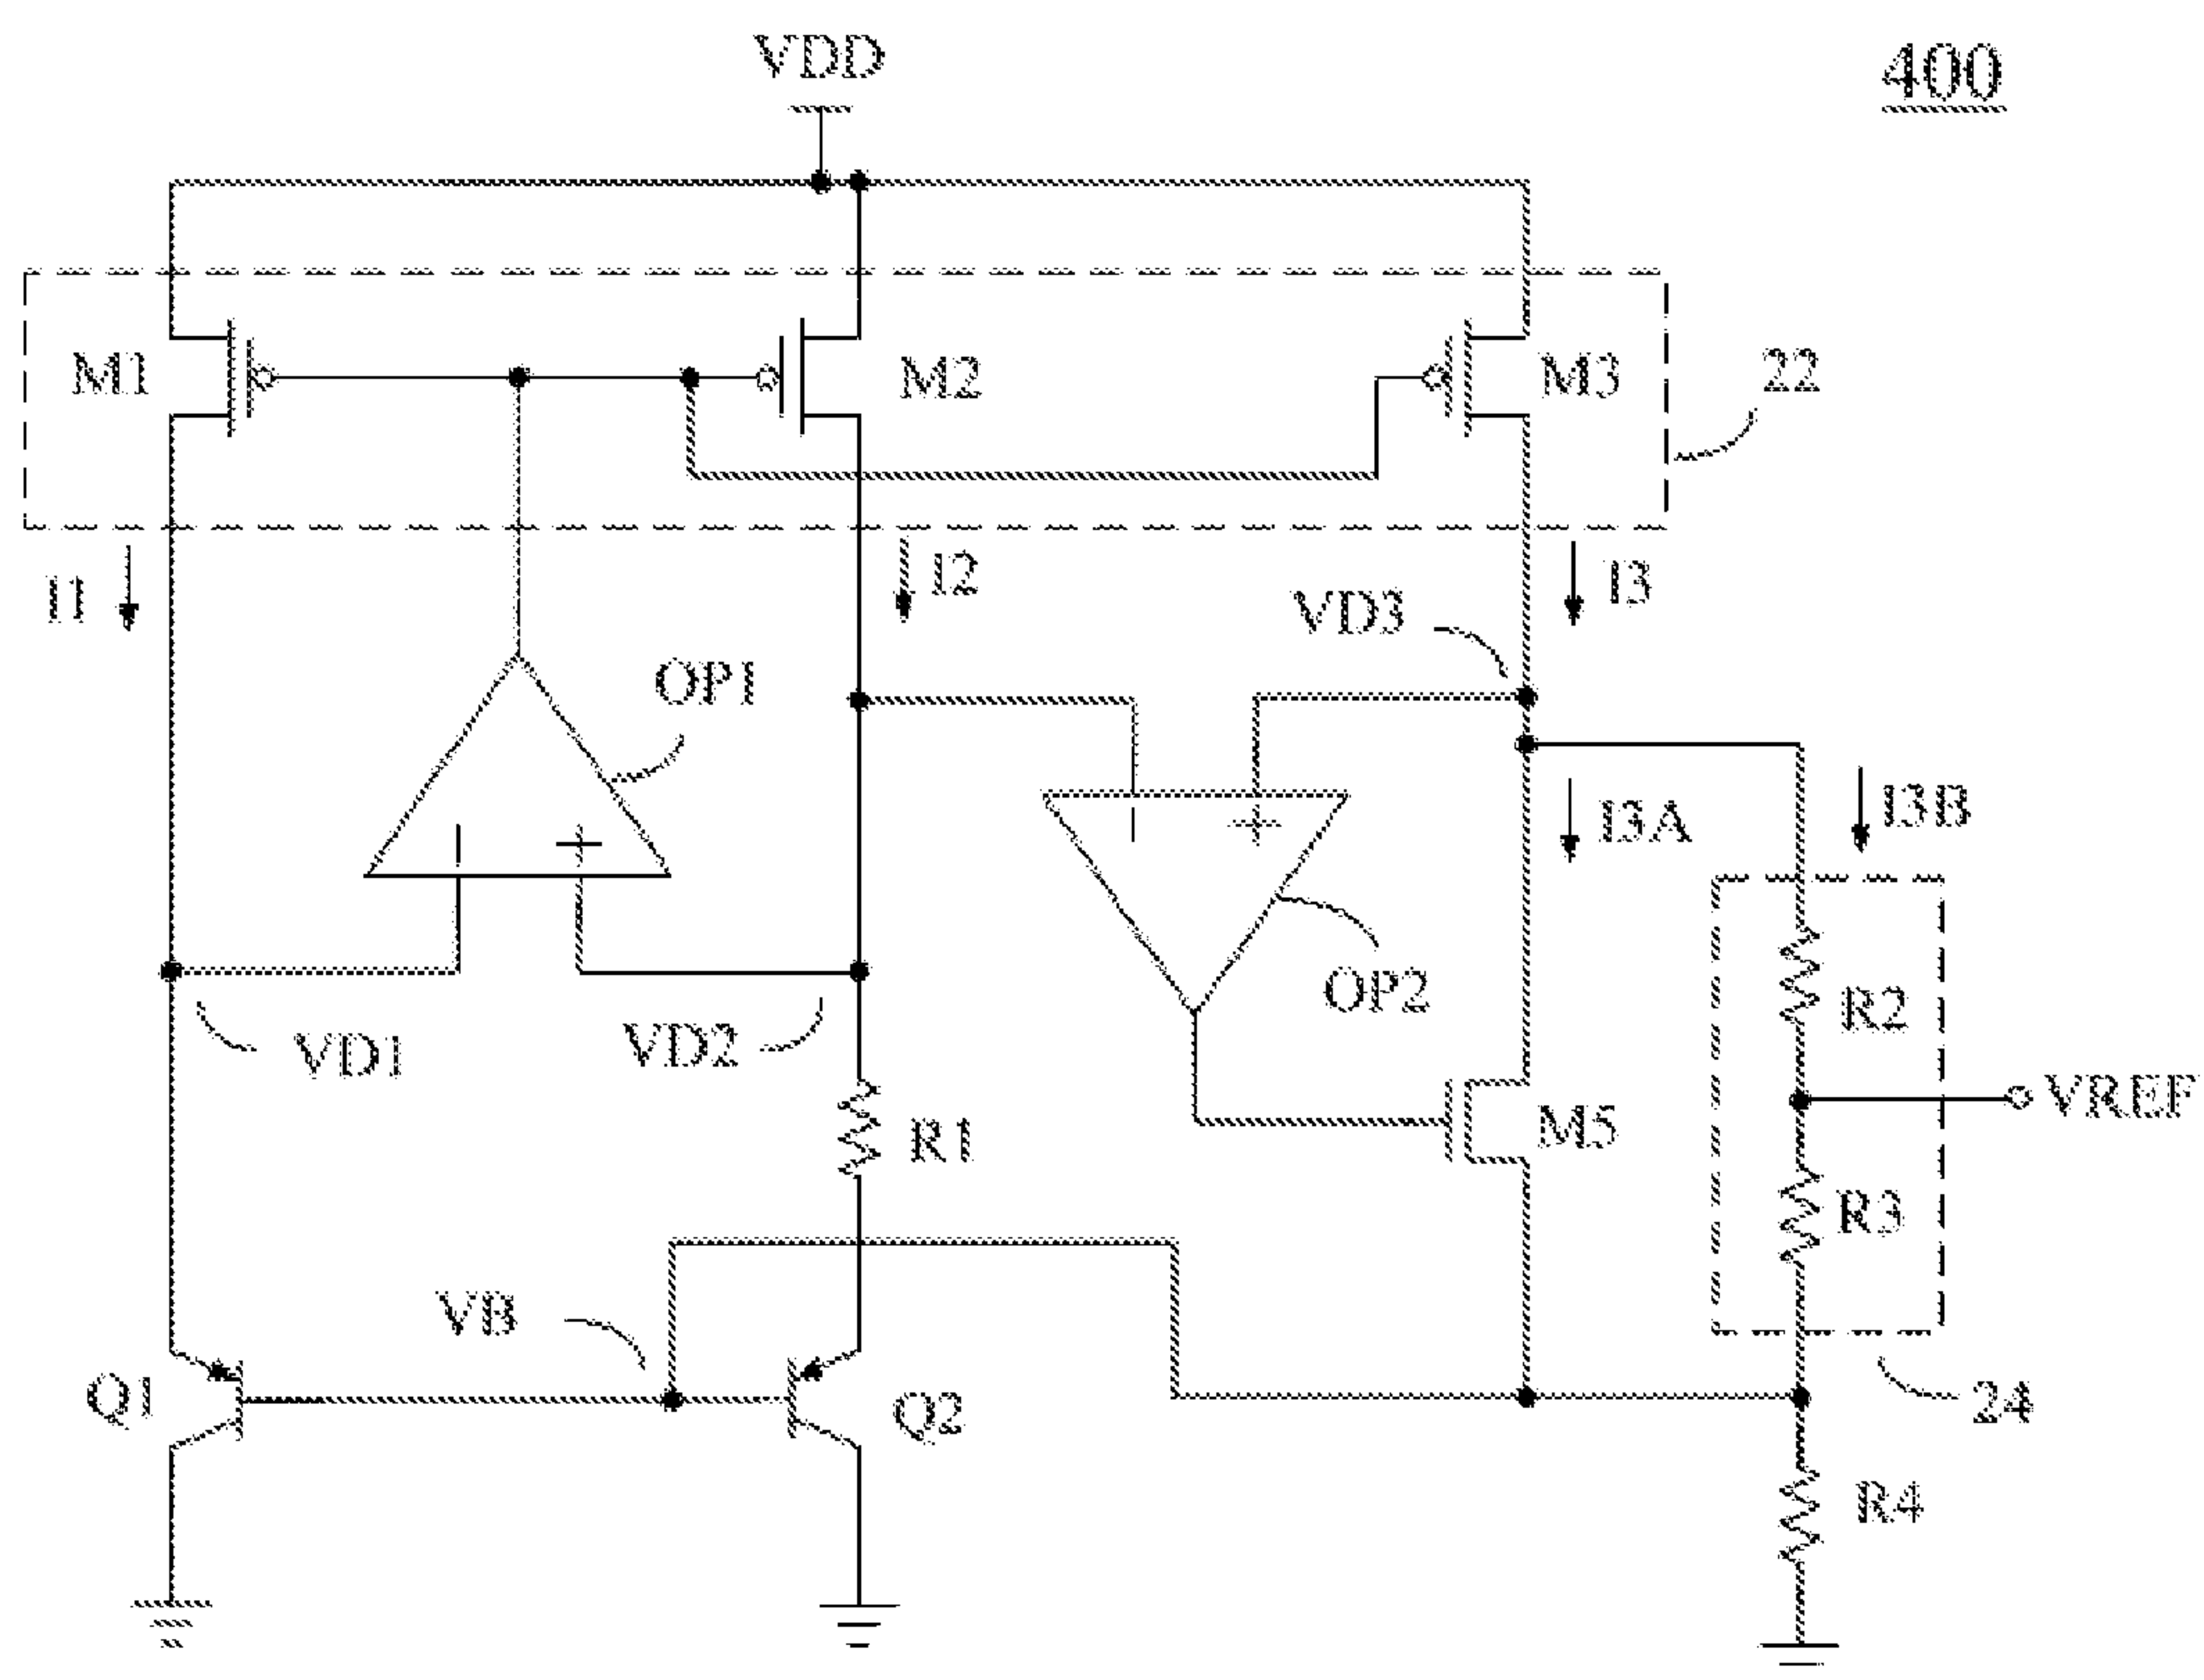 VDD
400
M1
M2
M3
22
I1
I2
I3
VD3
OP1
I3A
I3B
OP2
R2
VD1
VD2
R1
M5
VREF
R3
VB
Q1
Q2
24
R4